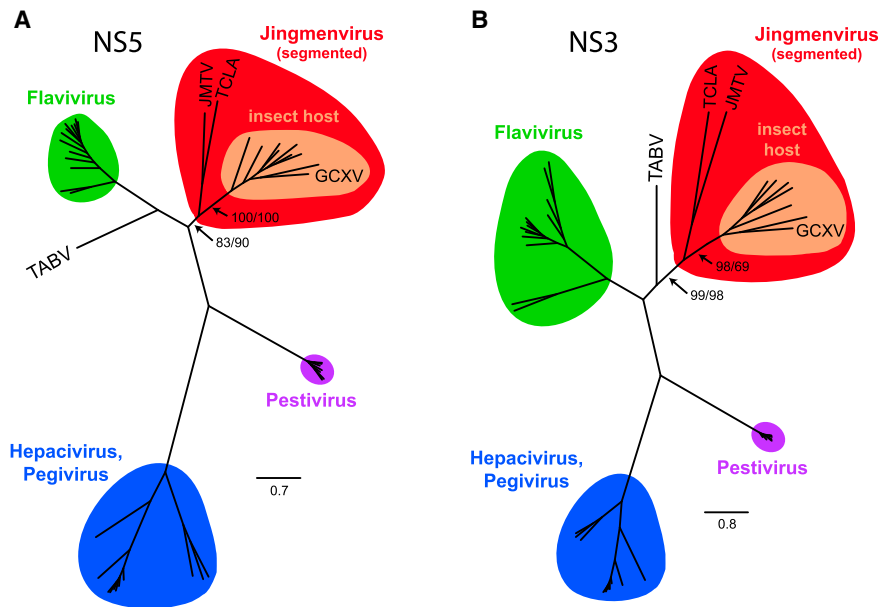 A
NS5
Jingmenvirus
(segmented)
Flavivirus
JMTV
TCLA
insect host
GCXV
100/100
83/90
TABV
Pestivirus
Hepacivirus,
Pegivirus
0.7
B
NS3
Jingmenvirus
(segmented)
Flavivirus
TABV
TCLA
JMTV
insect
host
GCXV
98/69
99/98
Pestivirus
Hepacivirus,
Pegivirus
0.8